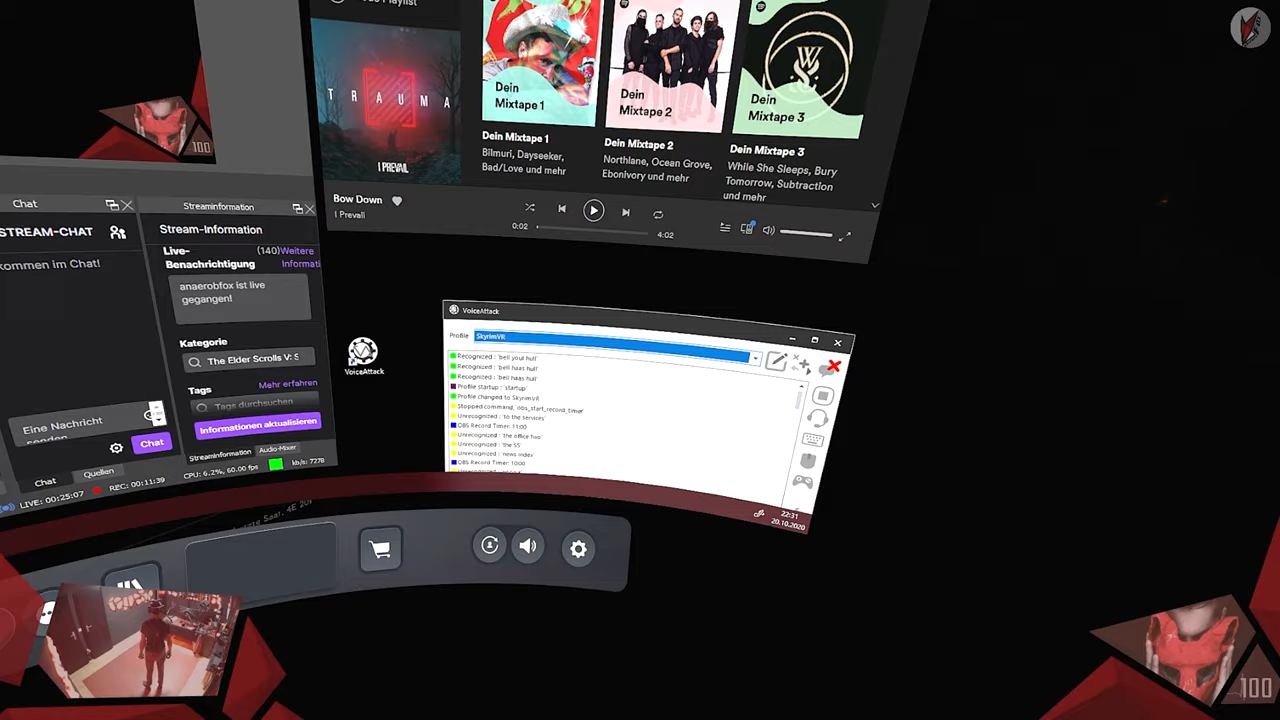 Playlist
TRAUMA
I PREVAIL
Dein
Mixtape 1
Dein
Mixtape 2
Dein
Mixtape 3
Dein Mixtape 1
Bilmuri, Dayseeker,
Bad/Love und mehr
Dein Mixtape 2
Northlane, Ocean Grove,
Ebonivory und mehr
Dein Mixtape 3
While She Sleeps, Bury
Tomorrow, Subtraction
und mehr
Bow Down
I Prevail
0:02
4:02
100
Chat
STREAM-CHAT
kommen im Chat!
Eine Nachricht
senden
Chat
Streaminformation
Stream-Information
Live-
Benachrichtigung
(140)Weitere
Informati
anaerobfox ist live
gegangen!
Kategorie
The Elder Scrolls V: S
Tags
Mehr erfahren
Tags durchsuchen
Informationen aktualisieren
Streaminformation
Audio-Mixer
Chat
Quellen
LIVE: 00:25:07
REC: 00:11:39
CPU: 6.2%, 60.00 fps
kb/s: 7278
VoiceAttack
VoiceAttack
Profile
SkyrimVR
Recognized : 'bell youl hull'
Recognized : 'bell haas hull'
Recognized : 'bell haas hull'
Profile startup : 'startup'
Profile changed to SkyrimVR
Stopped command, 'obs_start_record_timer'
Unrecognized : 'to the services'
OBS Record Timer: 11:00
Unrecognized : 'the office two'
Unrecognized : 'the 55'
Unrecognized : 'news index'
OBS Record Timer: 10:00
22:31
20.10.2020
100